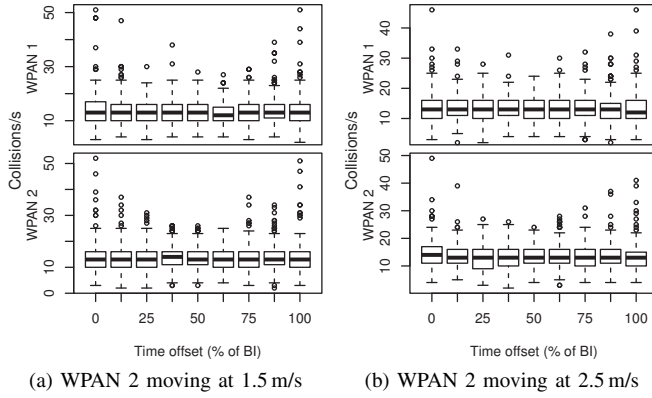 WPAN 1
10 30 50
WPAN 2
0 10 30 50
Collisions/s
0 25 50 75 100
Time offset (% of BI)
(a) WPAN 2 moving at 1.5 m/s
WPAN 1
10 20 30 40
WPAN 2
10 20 30 40 50
Collisions/s
0 25 50 75 100
Time offset (% of BI)
(b) WPAN 2 moving at 2.5 m/s